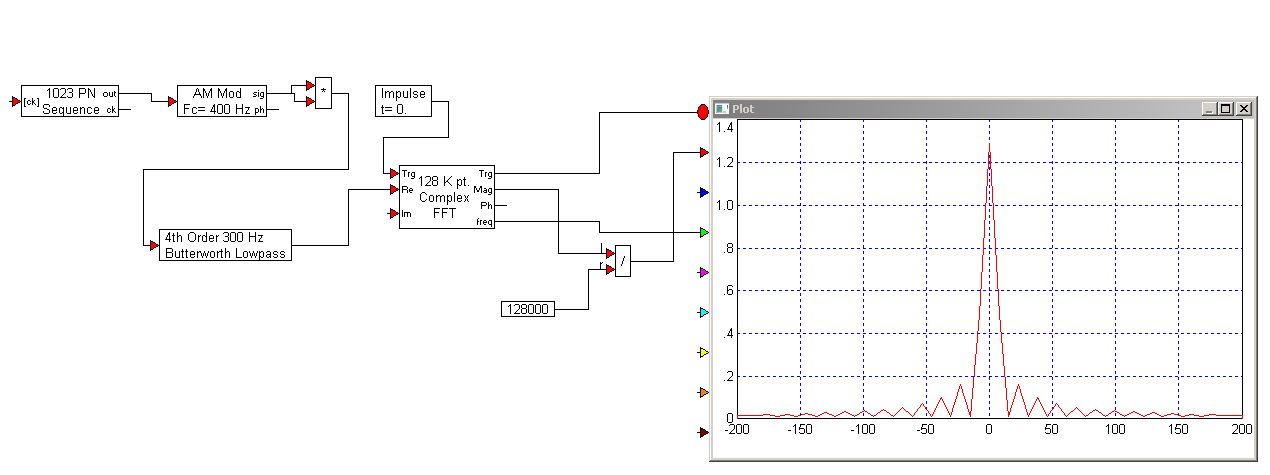 1023 PN out
[ck]
Sequence ck
AM Mod sig
Fc= 400 Hz ph
*
Impulse
t= 0.
Trg Trg
128 K pt.
Re Mag
Complex
Ph
Im FFT
freq
4th Order 300 Hz
Butterworth Lowpass
l
r /
128000
Plot
1.4
1.2
1.0
.8
.6
.4
.2
0
-200 -150 -100 -50 0 50 100 150 200